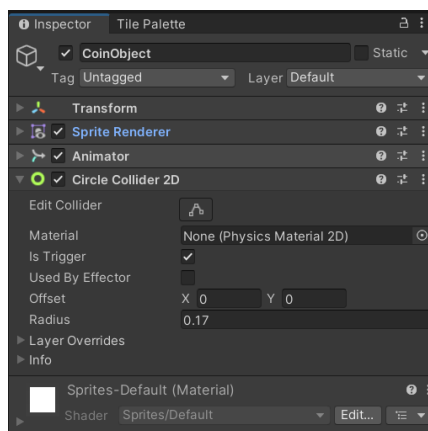 Inspector Tile Palette
CoinObject Static
Tag Untagged Layer Default
Transform
Sprite Renderer
Animator
Circle Collider 2D
Edit Collider
Material None (Physics Material 2D)
Is Trigger
Used By Effector
Offset X 0 Y 0
Radius 0.17
Layer Overrides
Info
Sprites-Default (Material)
Shader Sprites/Default Edit...